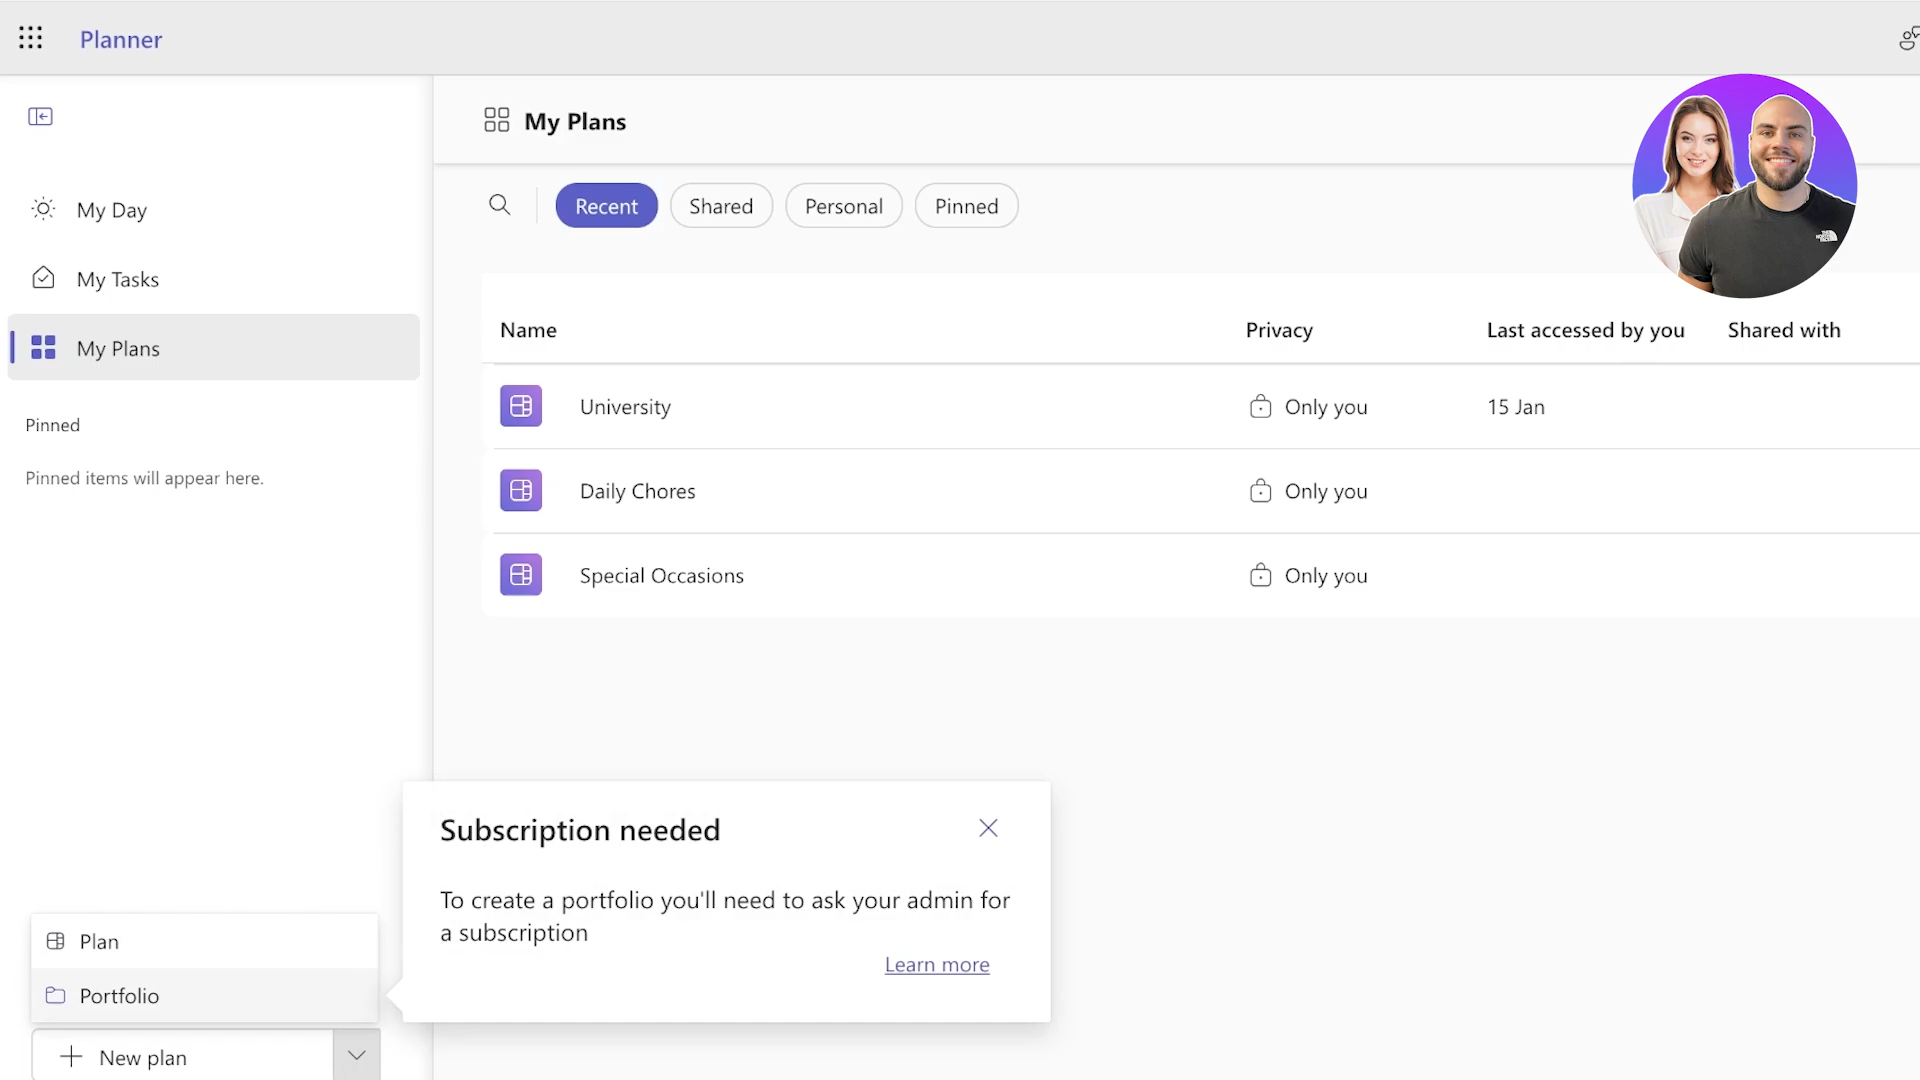 Planner
My Plans
My Day
My Tasks
My Plans
Pinned
Pinned items will appear here.
Recent
Shared
Personal
Pinned
Name
Privacy
Last accessed by you
Shared with
University
Only you
15 Jan
Daily Chores
Only you
Special Occasions
Only you
Subscription needed
To create a portfolio you'll need to ask your admin for
a subscription
Learn more
Plan
Portfolio
New plan